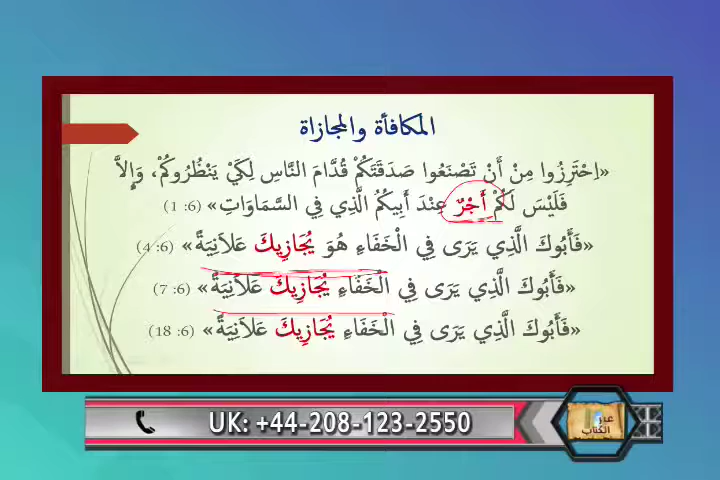 المكافأة والمجازاة
«اِحْتَرِزُوا مِنْ أَنْ تَصْنَعُوا صَدَقَتَكُمْ قُدَّامَ النَّاسِ لِكَيْ يَنْظُرُوكُمْ، وَإِلاَّ
فَلَيْسَ لَكُمْ أَجْرٌ عِنْدَ أَبِيكُمُ الَّذِي فِي السَّمَاوَاتِ» (6: 1)
«فَأَبُوكَ الَّذِي يَرَى فِي الْخَفَاءِ هُوَ يُجَازِيكَ عَلاَنِيَةً» (6: 4)
«فَأَبُوكَ الَّذِي يَرَى فِي الْخَفَاءِ يُجَازِيكَ عَلاَنِيَةً» (6: 7)
«فَأَبُوكَ الَّذِي يَرَى فِي الْخَفَاءِ يُجَازِيكَ عَلاَنِيَةً» (6: 18)
UK: +44-208-123-2550
الكتاب